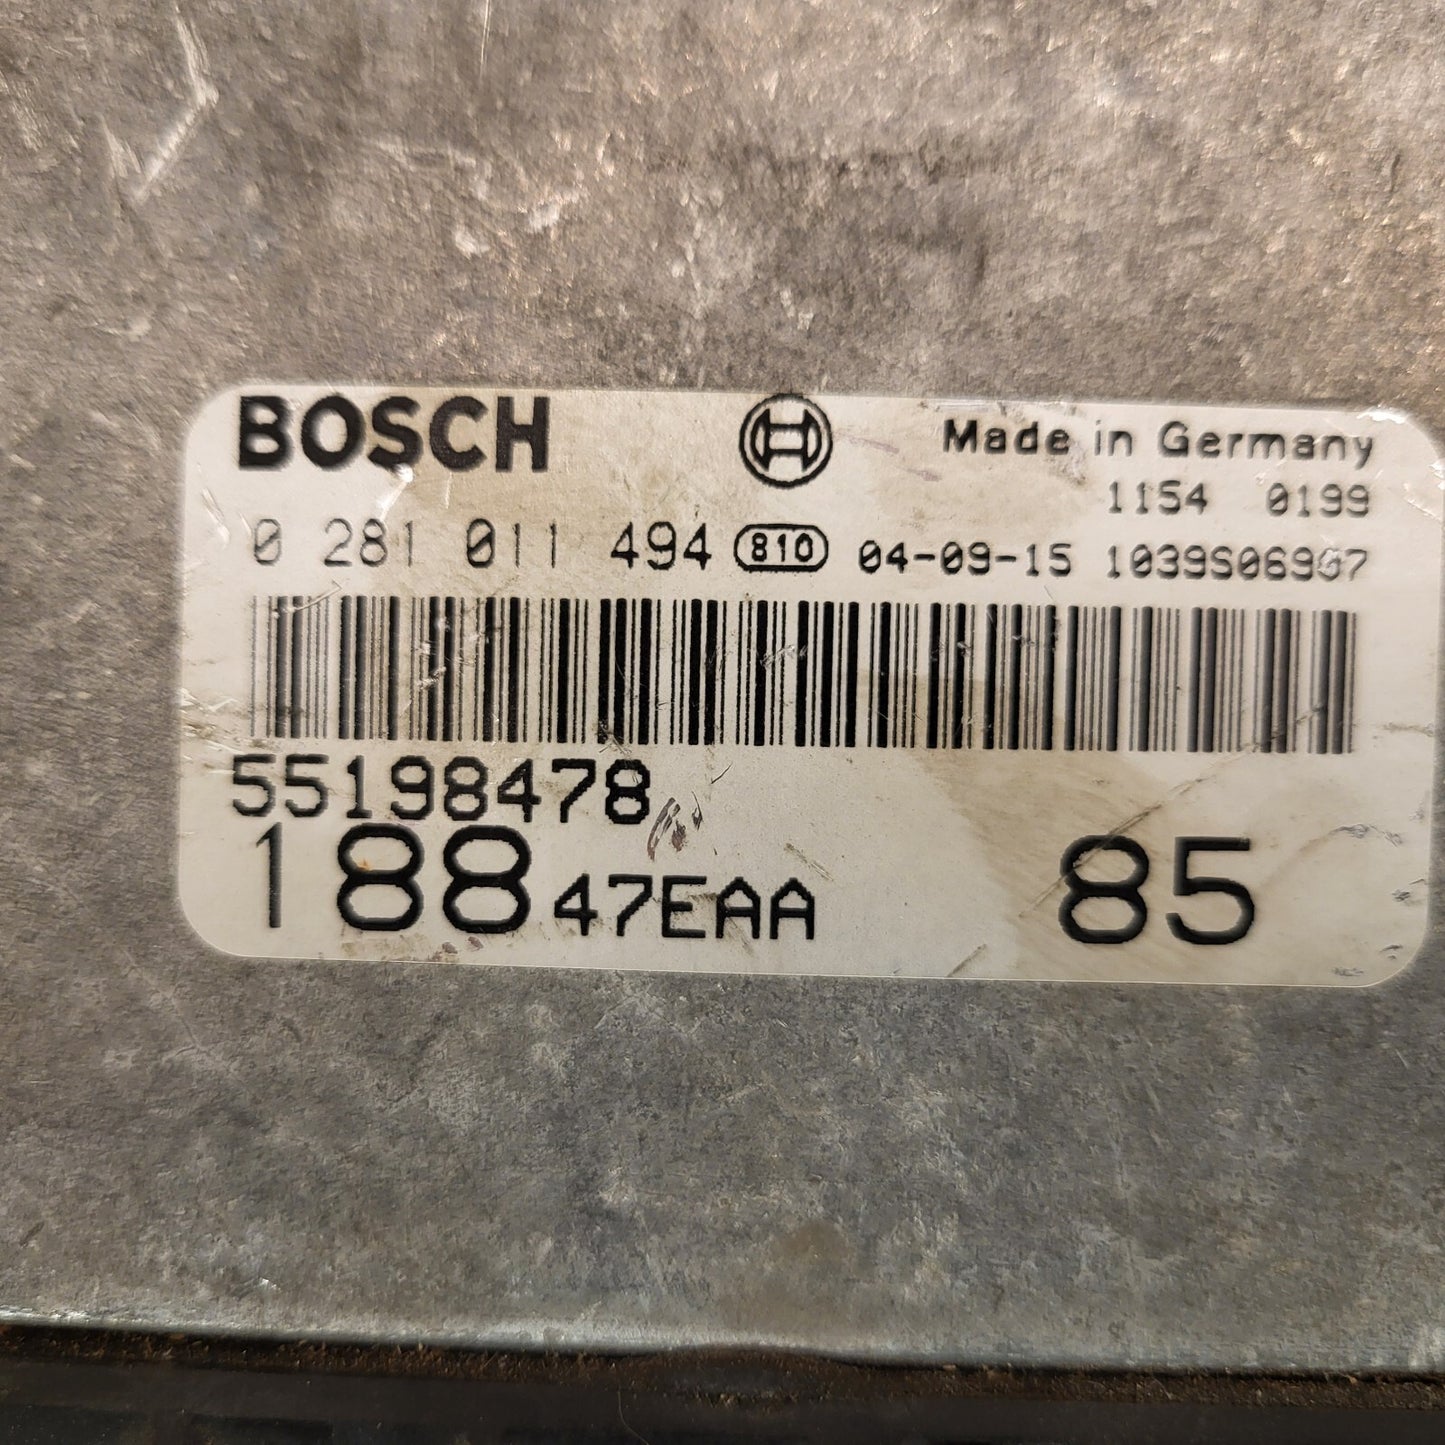 BOSCH Made in Germany
1154 0199
0 281 011 494 810 04-09-15 1039S06907
55198478
188 47EAA 85